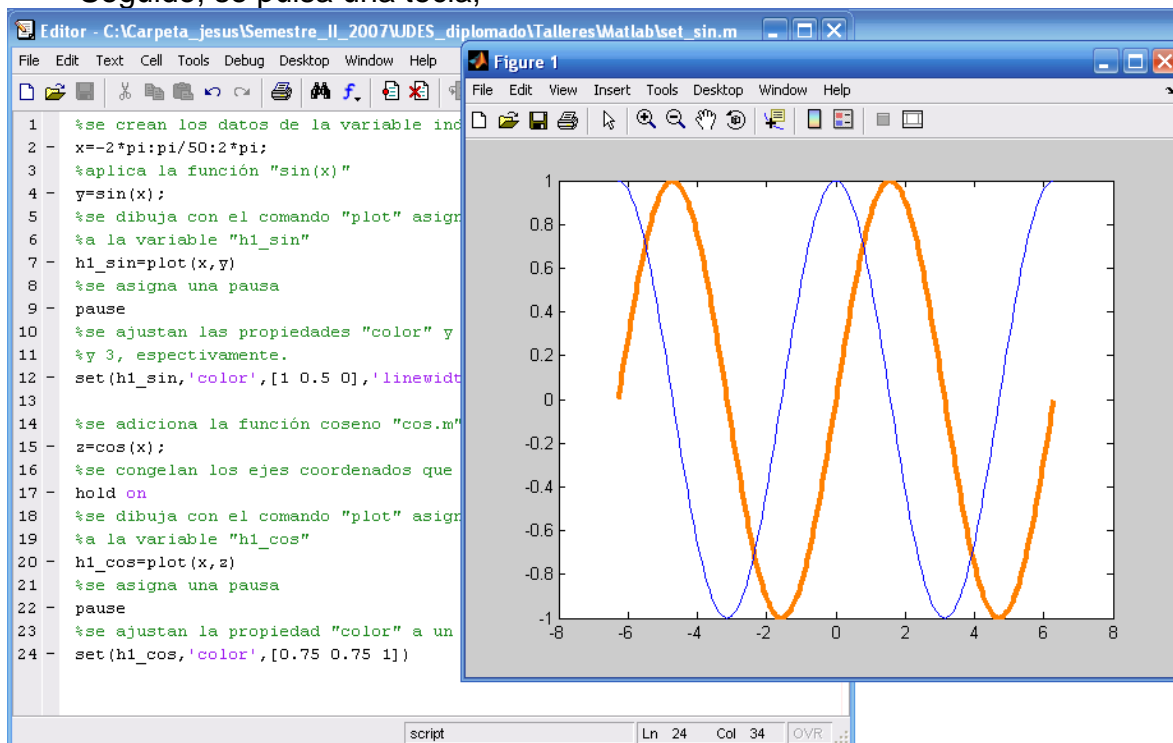 Seguido, se pulsa una tecla,
Editor - C:\Carpeta_jesus\Semestre_II_2007\UDES_diplomado\Talleres\Matlab\set_sin.m
File Edit Text Cell Tools Debug Desktop Window Help
1 %se crean los datos de la variable ind
2 - x=-2*pi:pi/50:2*pi;
3 %aplica la función "sin(x)"
4 - y=sin(x);
5 %se dibuja con el comando "plot" asign
6 %a la variable "h1_sin"
7 - h1_sin=plot(x,y)
8 %se asigna una pausa
9 - pause
10 %se ajustan las propiedades "color" y
11 %y 3, espectivamente.
12 - set(h1_sin,'color',[1 0.5 0],'linewidt
13
14 %se adiciona la función coseno "cos.m"
15 - z=cos(x);
16 %se congelan los ejes coordenados que
17 - hold on
18 %se dibuja con el comando "plot" asign
19 %a la variable "h1_cos"
20 - h1_cos=plot(x,z)
21 %se asigna una pausa
22 - pause
23 %se ajustan la propiedad "color" a un
24 - set(h1_cos,'color',[0.75 0.75 1])
script Ln 24 Col 34 OVR
Figure 1
File Edit View Insert Tools Desktop Window Help
1
0.8
0.6
0.4
0.2
0
-0.2
-0.4
-0.6
-0.8
-1
-8 -6 -4 -2 0 2 4 6 8